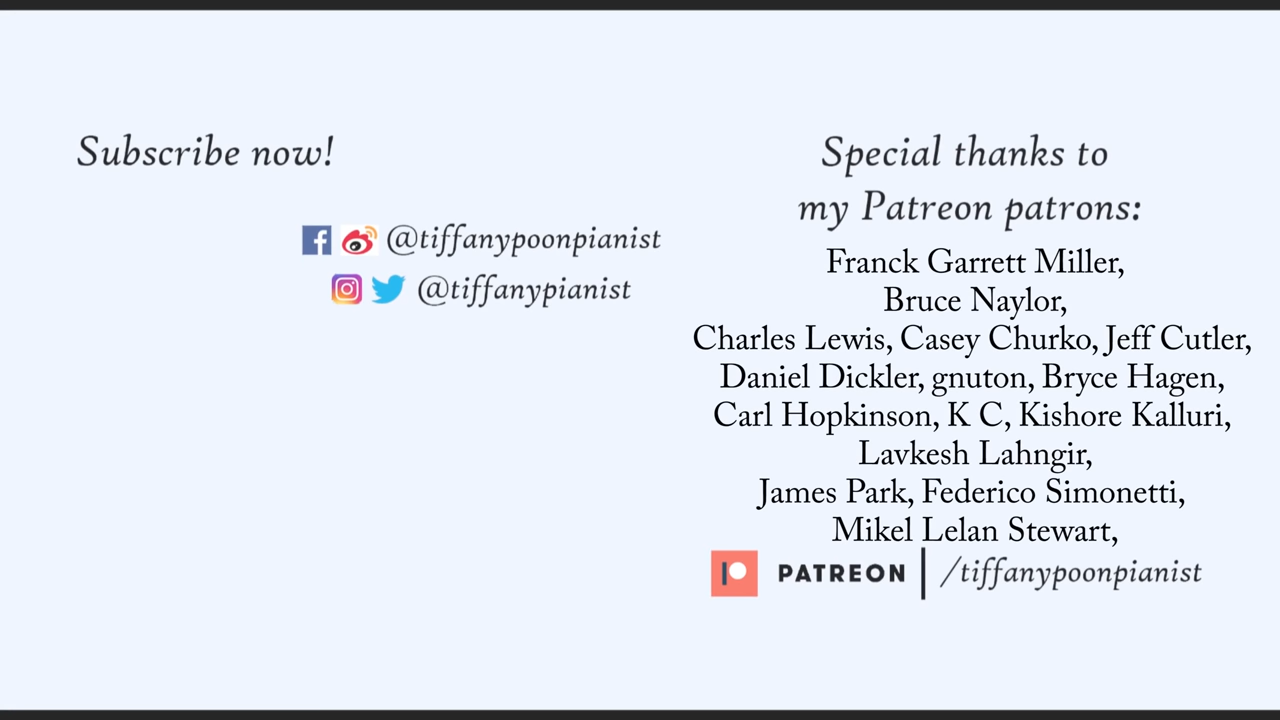 Subscribe now!
@tiffanypoonpianist
@tiffanypianist
Special thanks to
my Patreon patrons:
Franck Garrett Miller,
Bruce Naylor,
Charles Lewis, Casey Churko, Jeff Cutler,
Daniel Dickler, gnuton, Bryce Hagen,
Carl Hopkinson, K C, Kishore Kalluri,
Lavkesh Lahngir,
James Park, Federico Simonetti,
Mikel Lelan Stewart,
PATREON | /tiffanypoonpianist